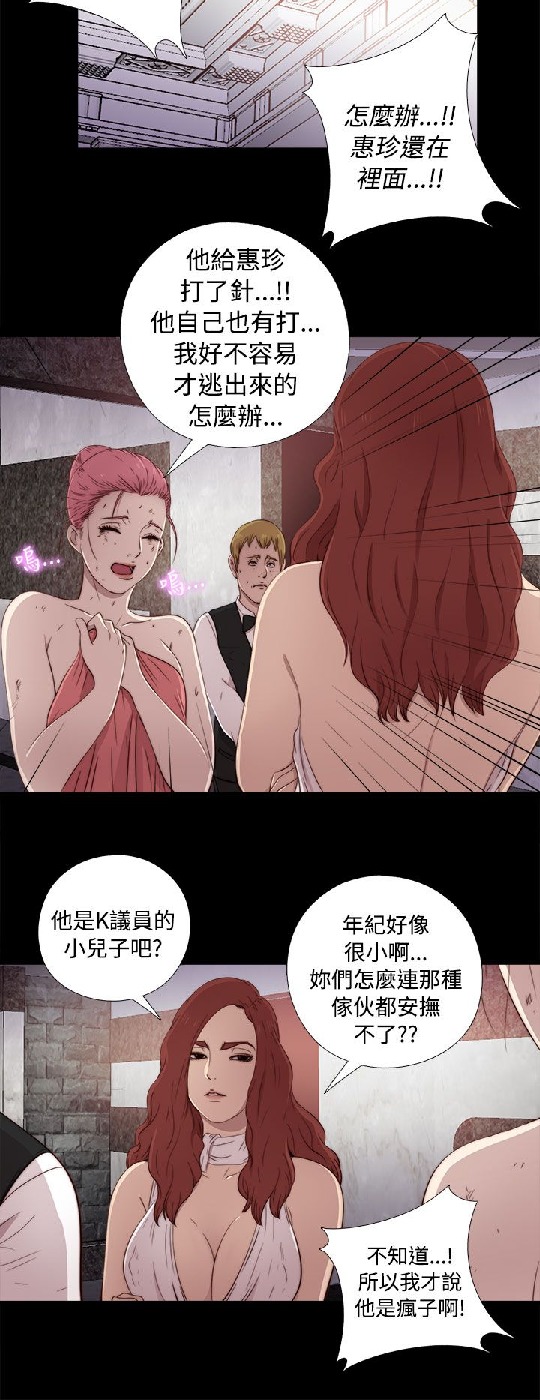 怎麼辦...!!
惠珍還在
裡面...!!
他給惠珍
打了針...!!
他自己也有打...
我好不容易
才逃出來的
怎麼辦...
嗚...
嗚...
他是K議員的
小兒子吧?
年紀好像
很小啊...
妳們怎麼連那種
傢伙都安撫
不了??
不知道...!
所以我才說
他是瘋子啊!